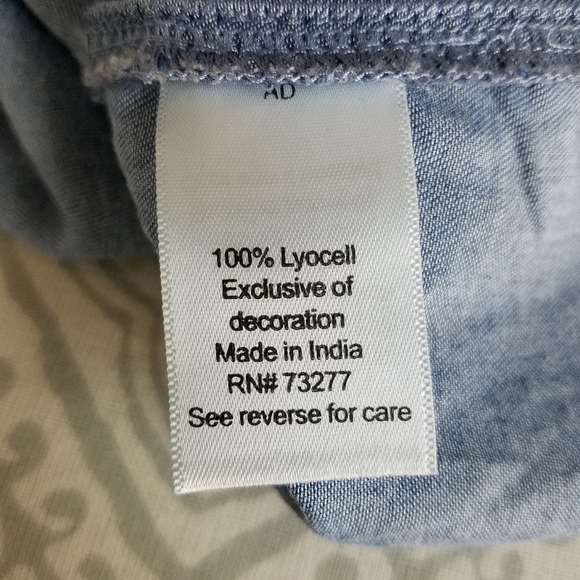 AD
100% Lyocell
Exclusive of
decoration
Made in India
RN# 73277
See reverse for care